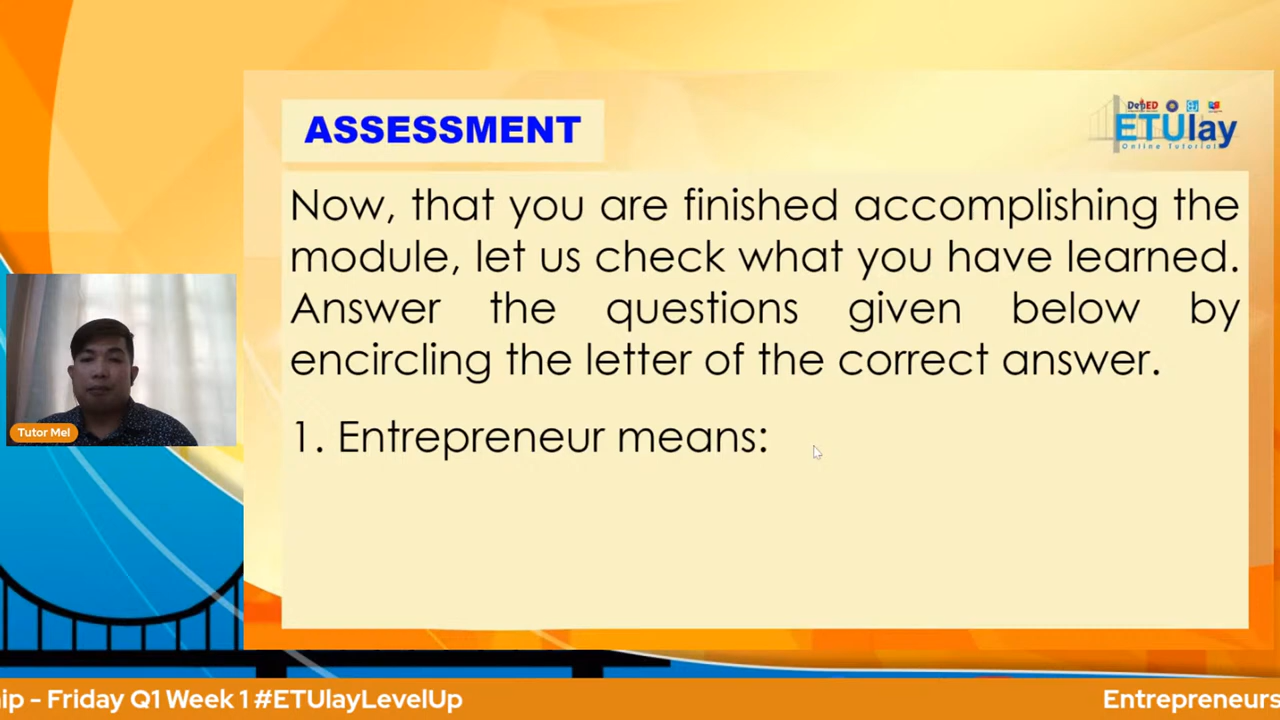 ASSESSMENT
DepED
ETUlay
Online Tutorial
Now, that you are finished accomplishing the
module, let us check what you have learned.
Answer the questions given below by
encircling the letter of the correct answer.
1. Entrepreneur means:
Tutor Mel
ip - Friday Q1 Week 1 #ETUlayLevelUp
Entrepreneurs